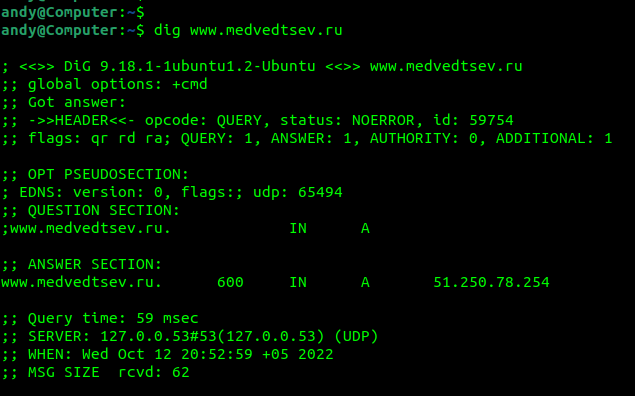 andy@Computer:~$
andy@Computer:~$ dig www.medvedtsev.ru
; <<>> DiG 9.18.1-1ubuntu1.2-Ubuntu <<>> www.medvedtsev.ru
;; global options: +cmd
;; Got answer:
;; ->>HEADER<<- opcode: QUERY, status: NOERROR, id: 59754
;; flags: qr rd ra; QUERY: 1, ANSWER: 1, AUTHORITY: 0, ADDITIONAL: 1
;; OPT PSEUDOSECTION:
; EDNS: version: 0, flags:; udp: 65494
;; QUESTION SECTION:
;www.medvedtsev.ru. IN A
;; ANSWER SECTION:
www.medvedtsev.ru. 600 IN A 51.250.78.254
;; Query time: 59 msec
;; SERVER: 127.0.0.53#53(127.0.0.53) (UDP)
;; WHEN: Wed Oct 12 20:52:59 +05 2022
;; MSG SIZE rcvd: 62